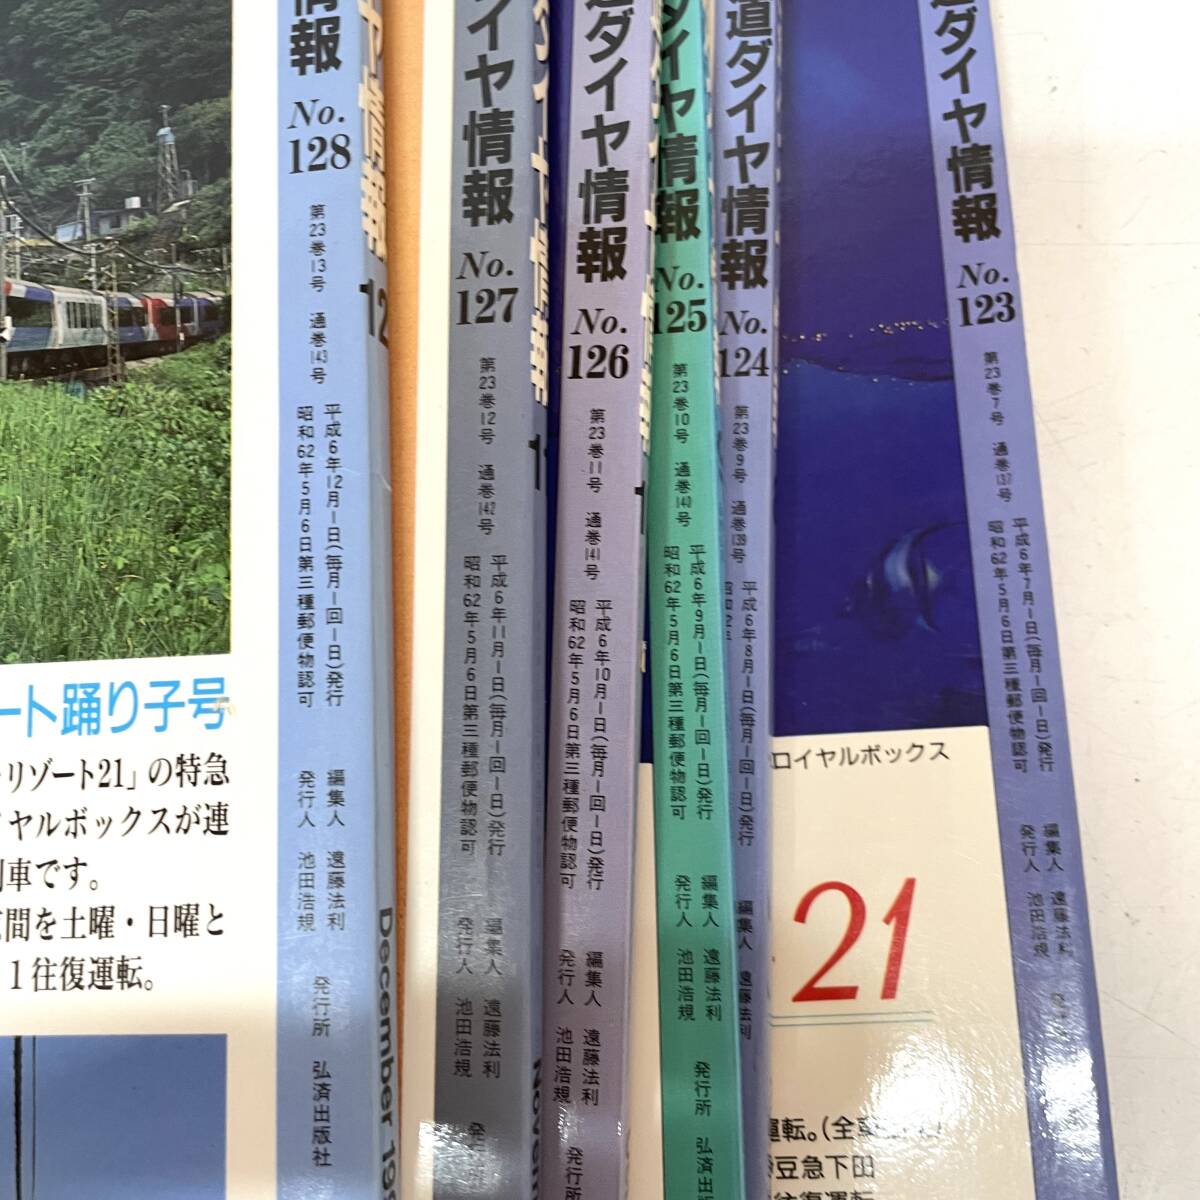 ート踊り子号
リゾート21」の特急
イヤルボックスが連
列車です。
間を土曜・日曜と
1往復運転。
情報
No.
128
第23巻13号 通巻143号
平成6年12月1日(毎月1回1日)発行
昭和62年5月6日第三種郵便物認可
編集人 遠藤法利
発行人 池田浩規
発行所 弘済出版社
ヤ情報
12
December 19
イヤ情報
No.
127
第23巻12号 通巻142号
平成6年11月1日(毎月1回1日)発行
昭和62年5月6日第三種郵便物認可
編集人 遠藤法利
発行人 池田浩規
発
情報
11
Novem
道ダイヤ情報
No.
126
第23巻11号 通巻141号
平成6年10月1日(毎月1回1日)発行
昭和62年5月6日第三種郵便物認可
編集人 遠藤法利
発行人 池田浩規
発行所
ダイヤ情報
No.
125
第23巻10号 通巻140号
平成6年9月1日(毎月1回1日)発行
昭和62年5月6日第三種郵便物認可
編集人 遠藤法利
発行人 池田浩規
発行所 弘済出版
道ダイヤ情報
No.
124
第23巻9号 通巻139号
平成6年8月1日(毎月1回1日)発行
編集人 遠藤法利
ロイヤルボックス
21
運転。(全
豆急下田
往復運転
道ダイヤ情報
No.
123
第23巻7号 通巻137号
平成6年7月1日(毎月1回1日)発行
昭和62年5月6日第三種郵便物認可
編集人 遠藤法利
発行人 池田浩規